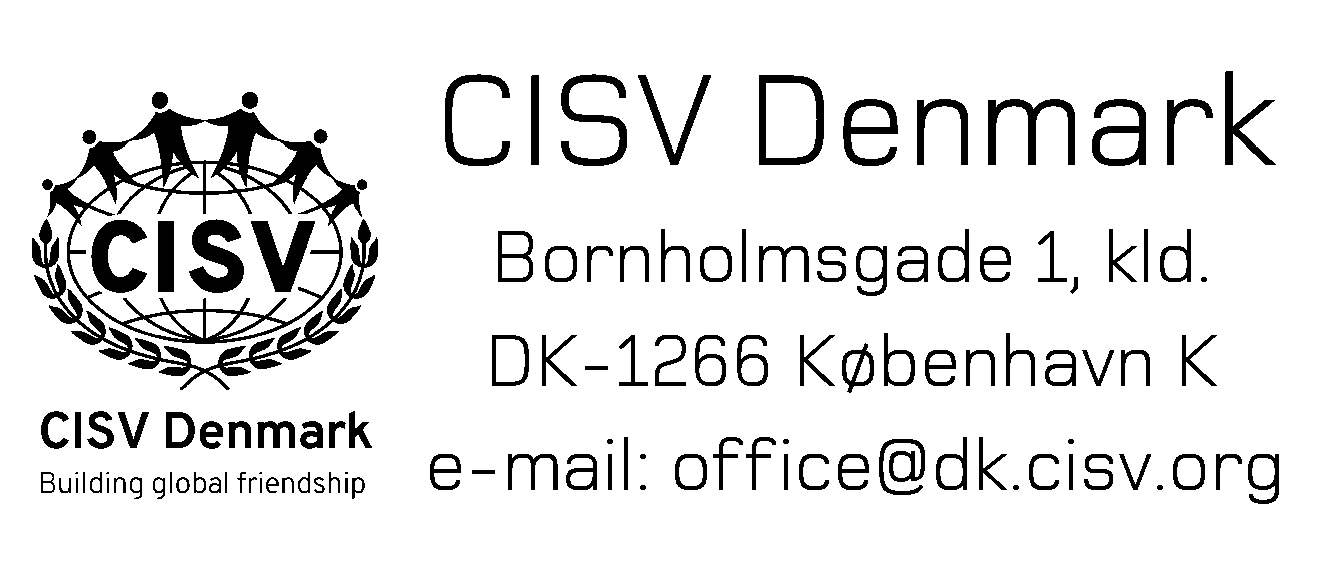 CISV
CISV Denmark
Building global friendship
CISV Denmark
Bornholmsgade 1, kld.
DK-1266 København K
e-mail: office@dk.cisv.org